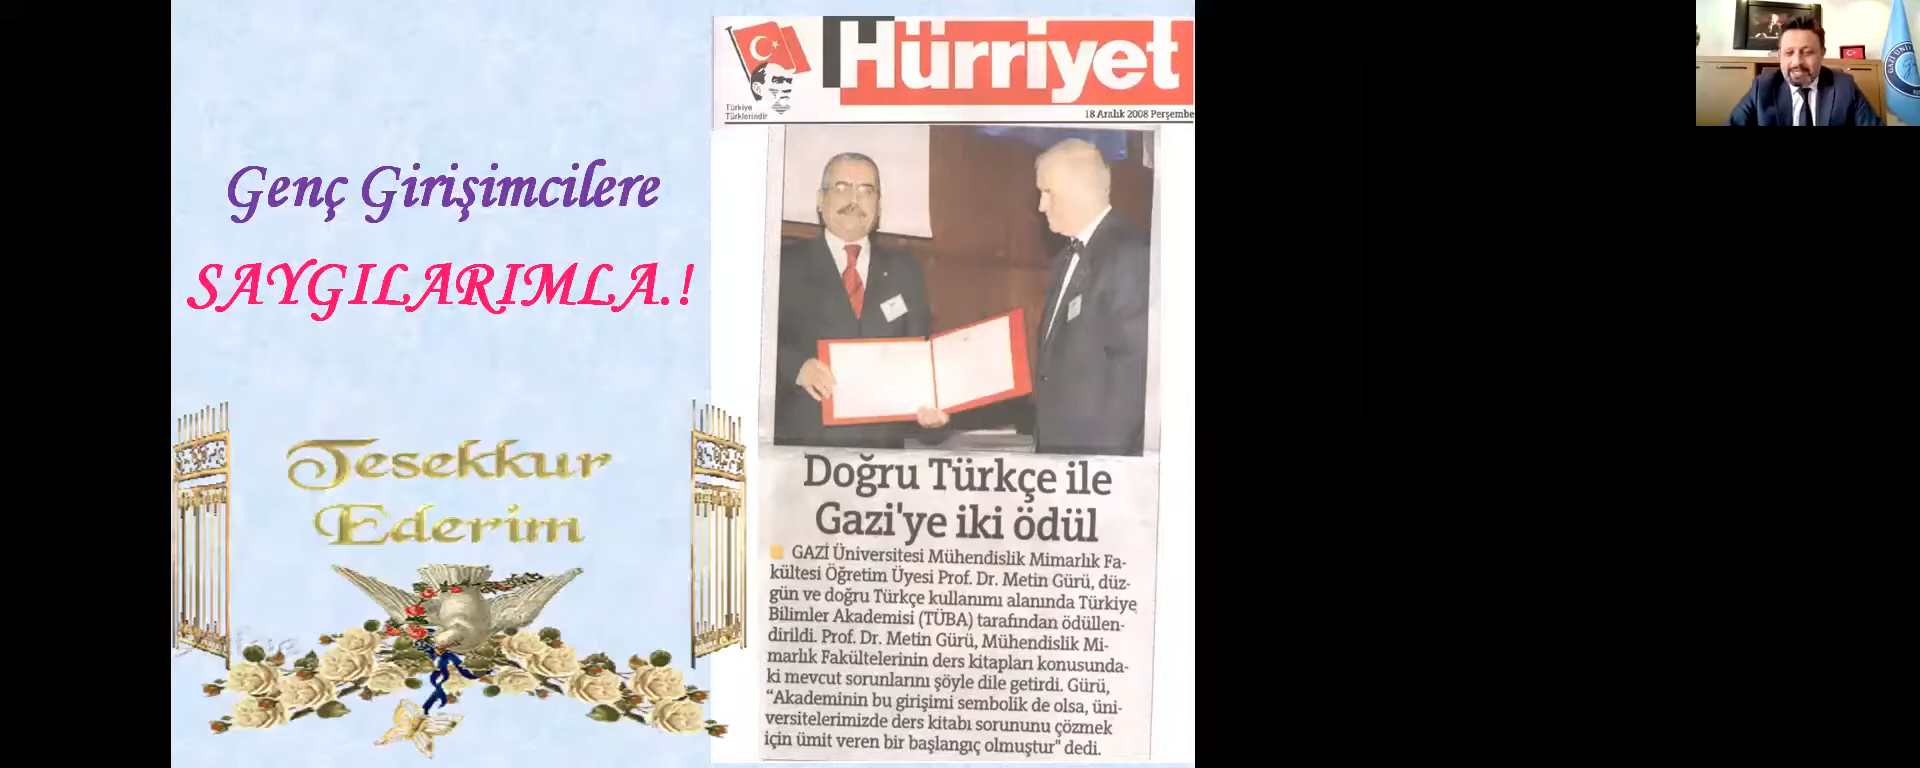 Genç Girişimcilere
SAYGILARIMLA.!
Tesekkur
Ederim
Hürriyet
Türkiye
Türklerindir
18 Aralık 2008 Perşembe
Doğru Türkçe ile
Gazi'ye iki ödül
GAZİ Üniversitesi Mühendislik Mimarlık Fa-
kültesi Öğretim Üyesi Prof. Dr. Metin Gürü, düz-
gün ve doğru Türkçe kullanımı alanında Türkiye
Bilimler Akademisi (TÜBA) tarafından ödüllen-
dirildi. Prof. Dr. Metin Gürü, Mühendislik Mi-
marlık Fakültelerinin ders kitapları konusunda-
ki mevcut sorunlarını şöyle dile getirdi. Gürü,
“Akademinin bu girişimi sembolik de olsa, üni-
versitelerimizde ders kitabı sorununu çözmek
için ümit veren bir başlangıç olmuştur" dedi.
GAZİ